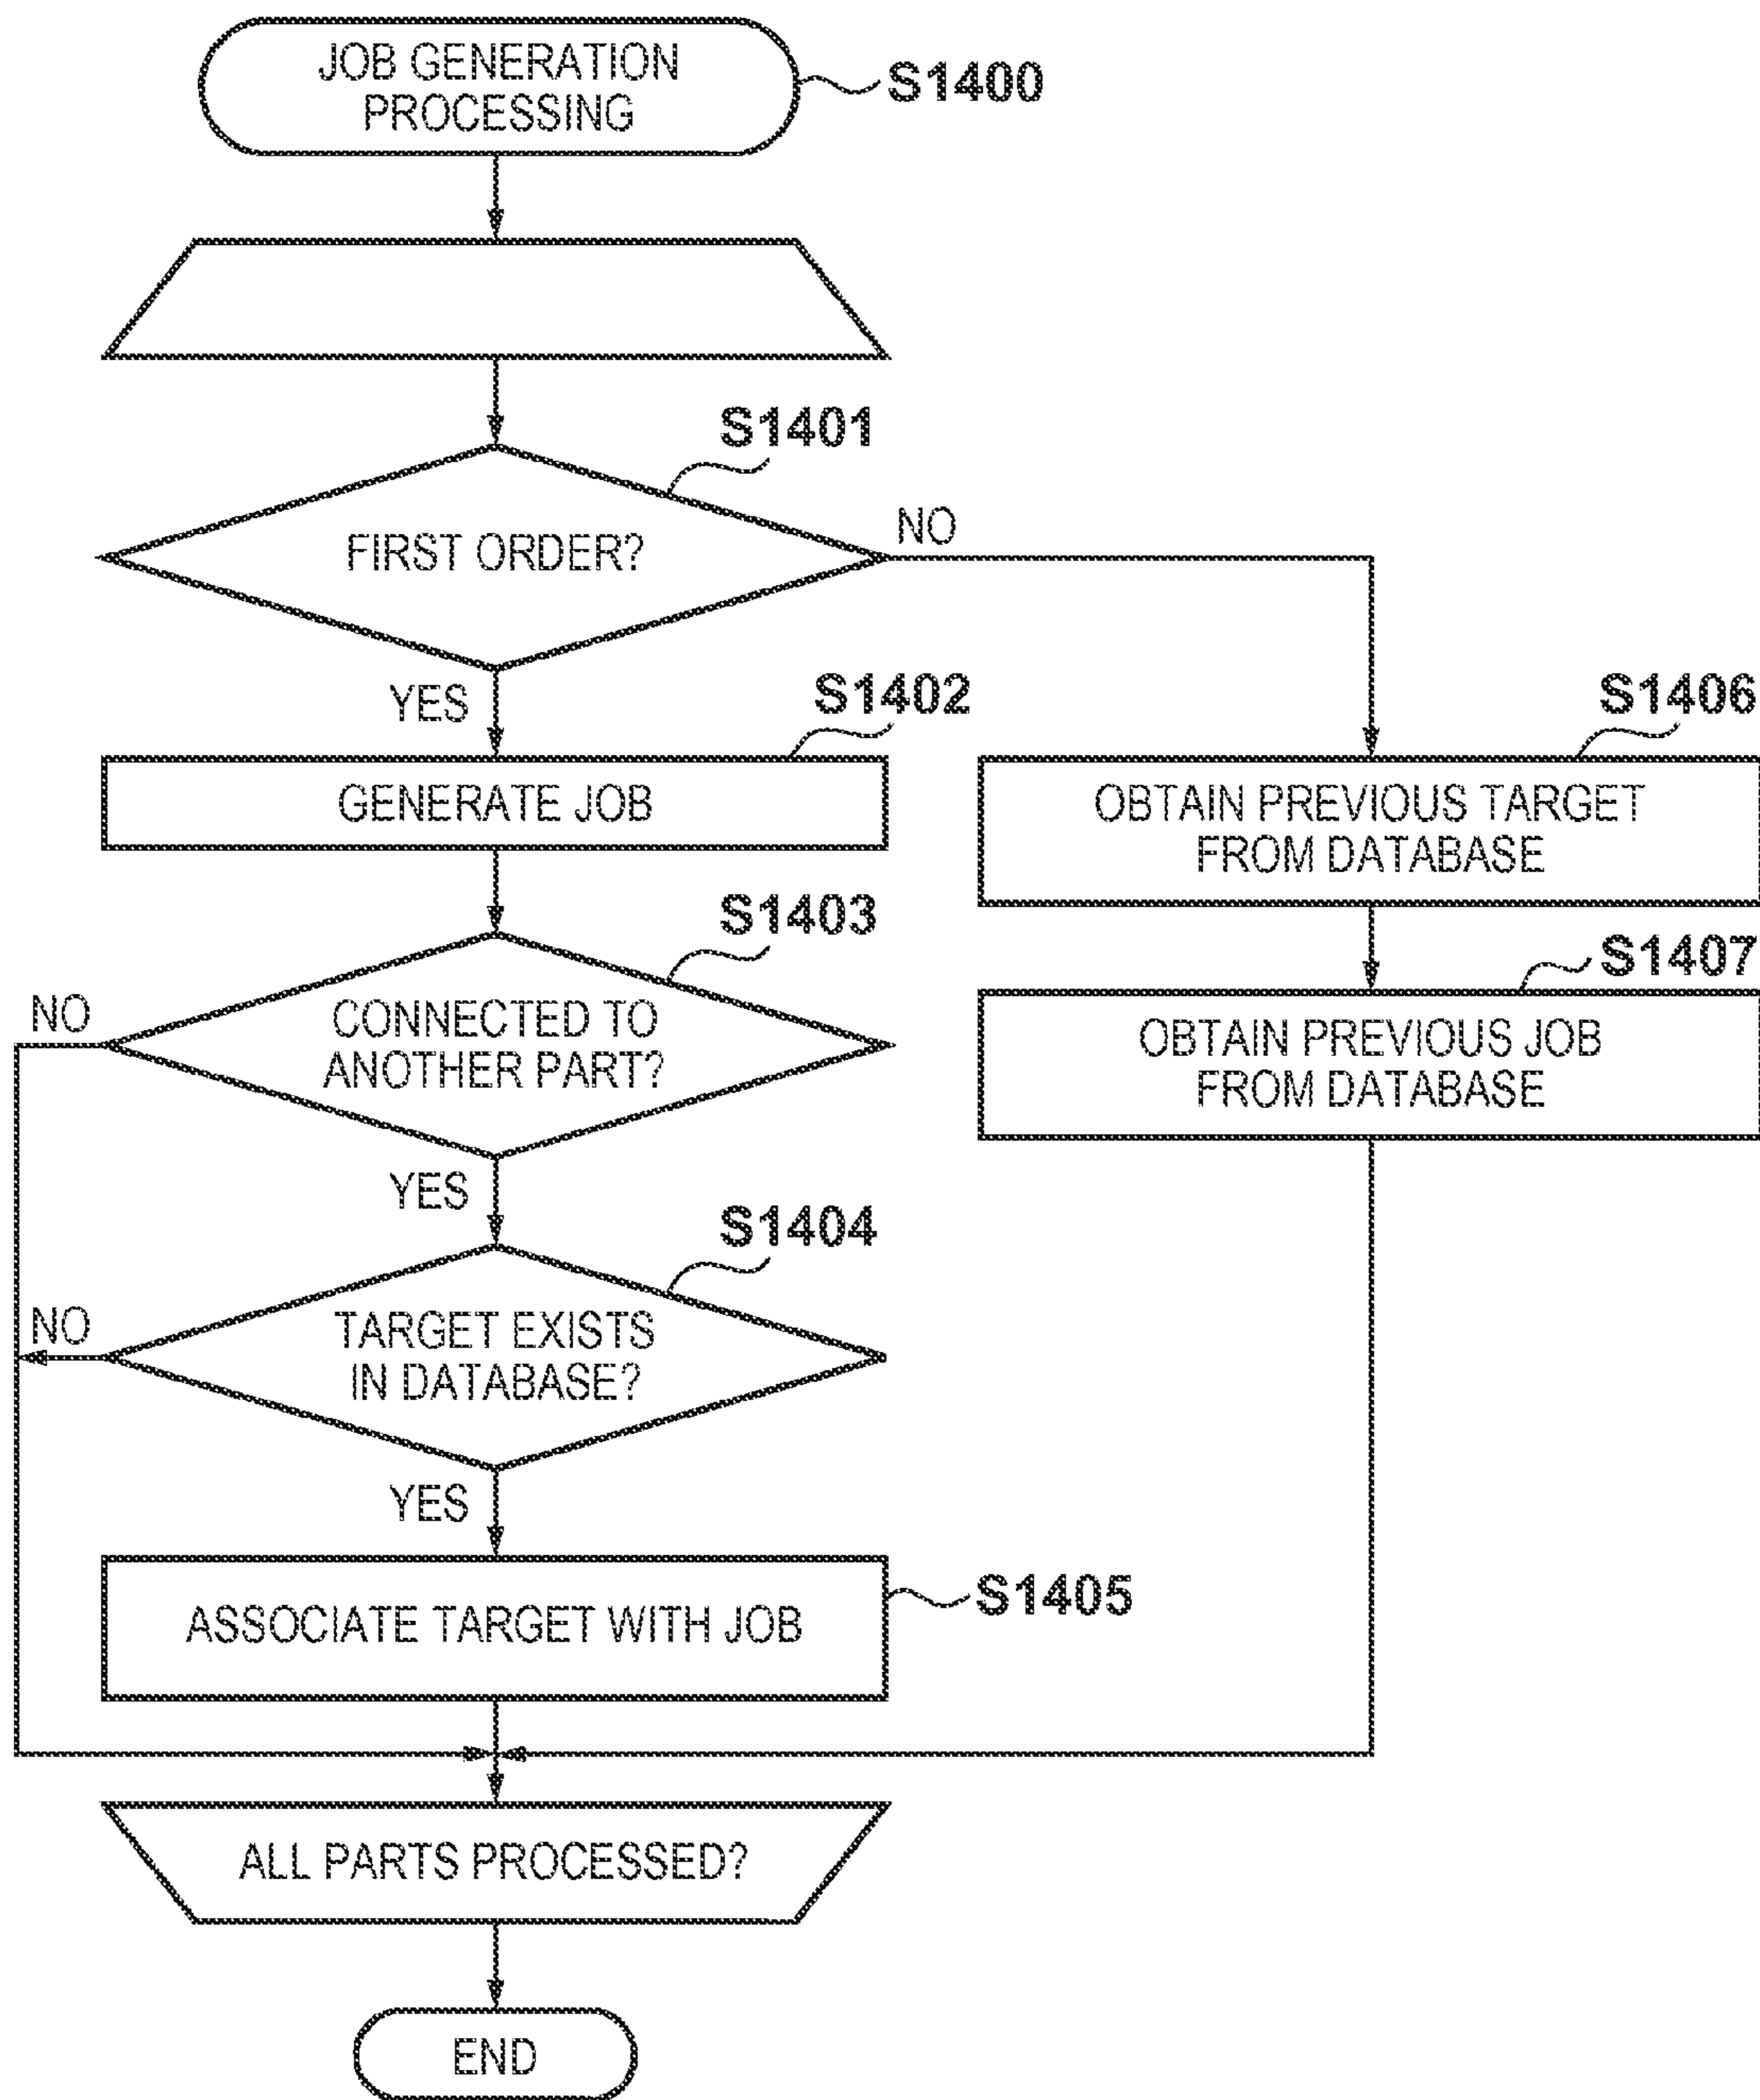 JOB GENERATION
PROCESSING
S1400
S1401
FIRST ORDER?
NO
YES
S1402
GENERATE JOB
S1406
OBTAIN PREVIOUS TARGET
FROM DATABASE
S1403
CONNECTED TO
ANOTHER PART?
NO
YES
S1407
OBTAIN PREVIOUS JOB
FROM DATABASE
S1404
TARGET EXISTS
IN DATABASE?
NO
YES
ASSOCIATE TARGET WITH JOB
S1405
ALL PARTS PROCESSED?
END